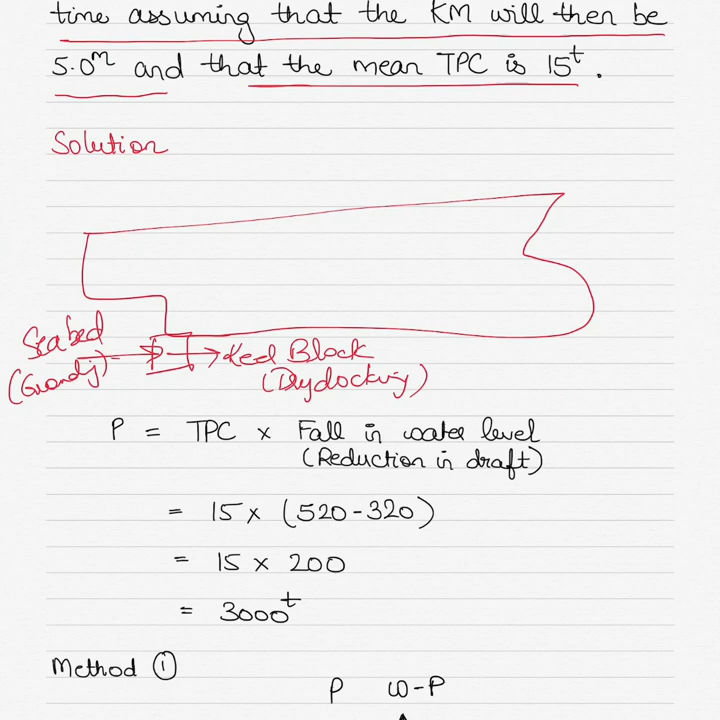 time assuming that the KM will then be
5.0m and that the mean TPC is 15t.
Solution
Sea bed
(Grounding)
P
Keel Block
(Drydocking)
P = TPC × Fall in water level
(Reduction in draft)
= 15 × (520-320)
= 15 × 200
= 3000t
Method ①
P W-P